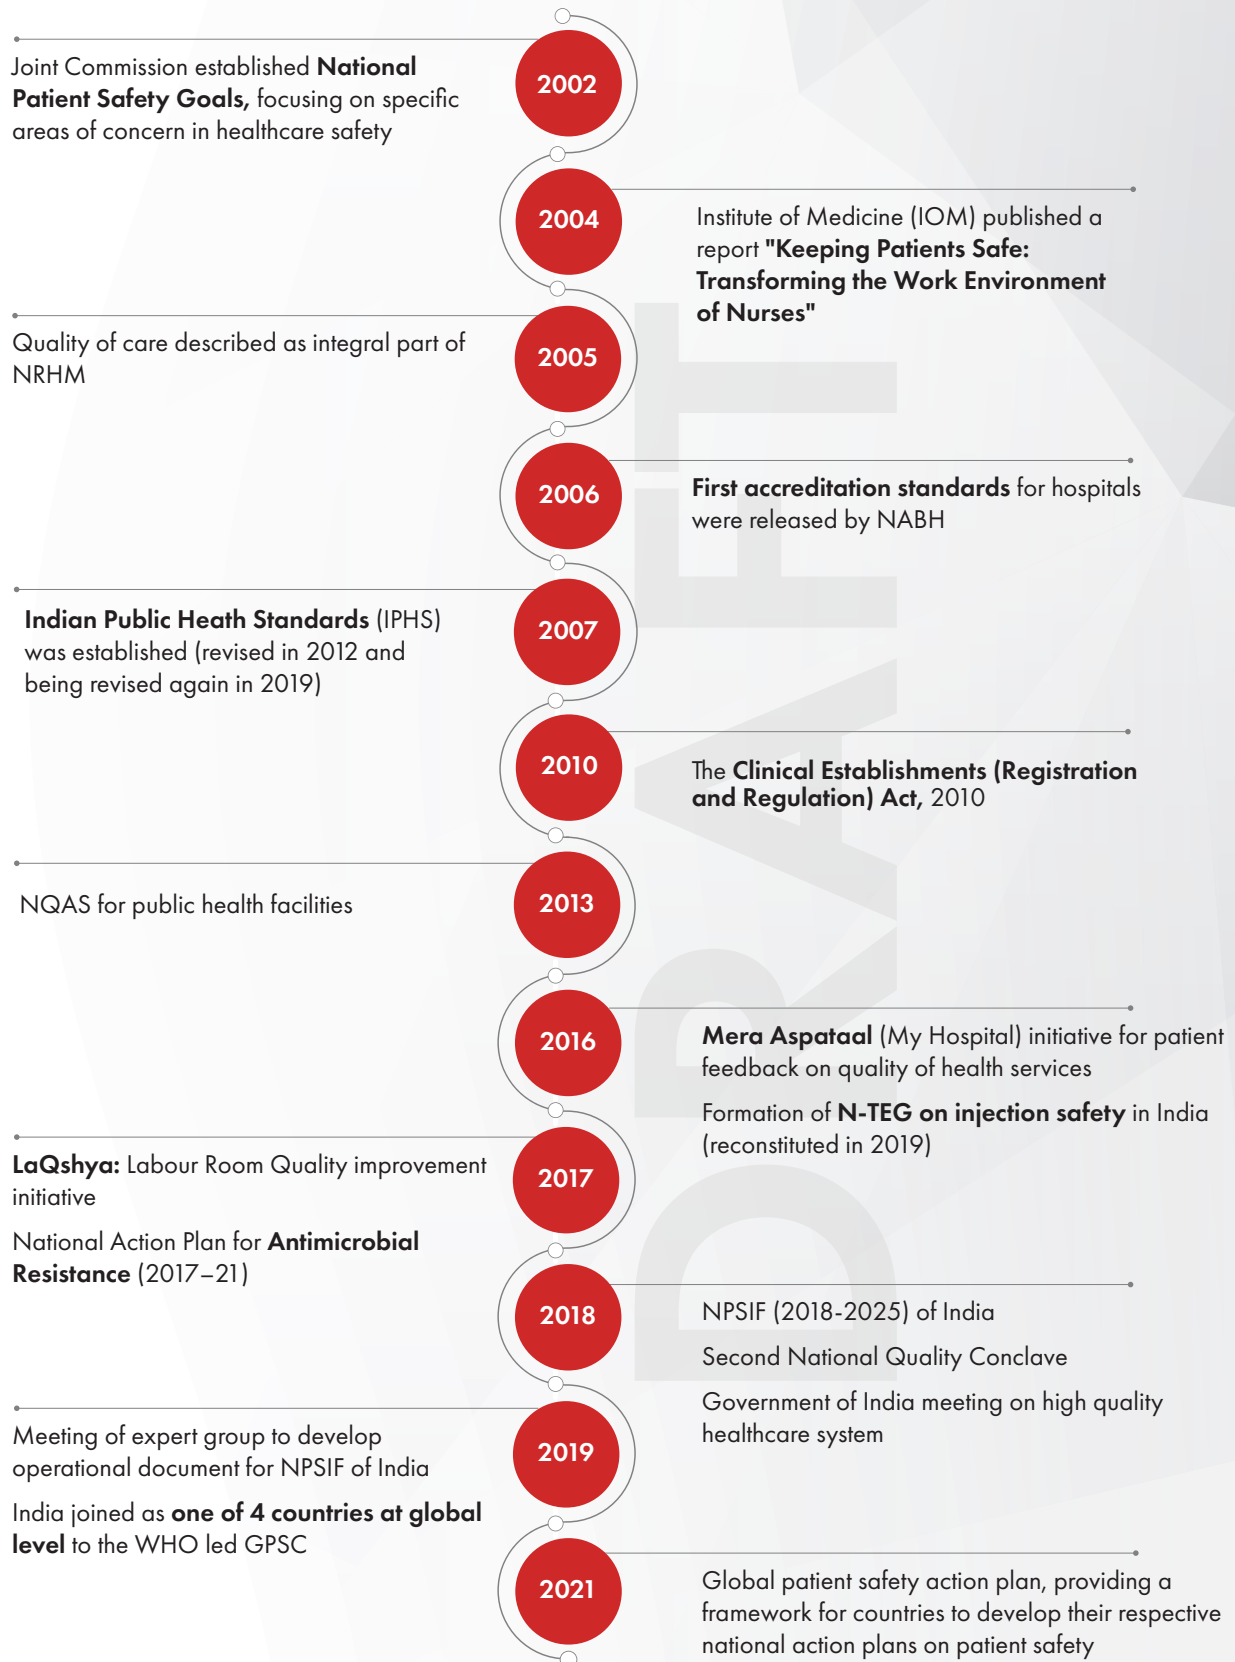 2002
Joint Commission established National
Patient Safety Goals, focusing on specific
areas of concern in healthcare safety
2004
Institute of Medicine (IOM) published a
report "Keeping Patients Safe:
Transforming the Work Environment
of Nurses"
2005
Quality of care described as integral part of
NRHM
2006
First accreditation standards for hospitals
were released by NABH
2007
Indian Public Heath Standards (IPHS)
was established (revised in 2012 and
being revised again in 2019)
2010
The Clinical Establishments (Registration
and Regulation) Act, 2010
2013
NQAS for public health facilities
2016
Mera Aspataal (My Hospital) initiative for patient
feedback on quality of health services
Formation of N-TEG on injection safety in India
(reconstituted in 2019)
2017
LaQshya: Labour Room Quality improvement
initiative
National Action Plan for Antimicrobial
Resistance (2017–21)
2018
NPSIF (2018-2025) of India
Second National Quality Conclave
Government of India meeting on high quality
healthcare system
2019
Meeting of expert group to develop
operational document for NPSIF of India
India joined as one of 4 countries at global
level to the WHO led GPSC
2021
Global patient safety action plan, providing a
framework for countries to develop their respective
national action plans on patient safety
DRAFT